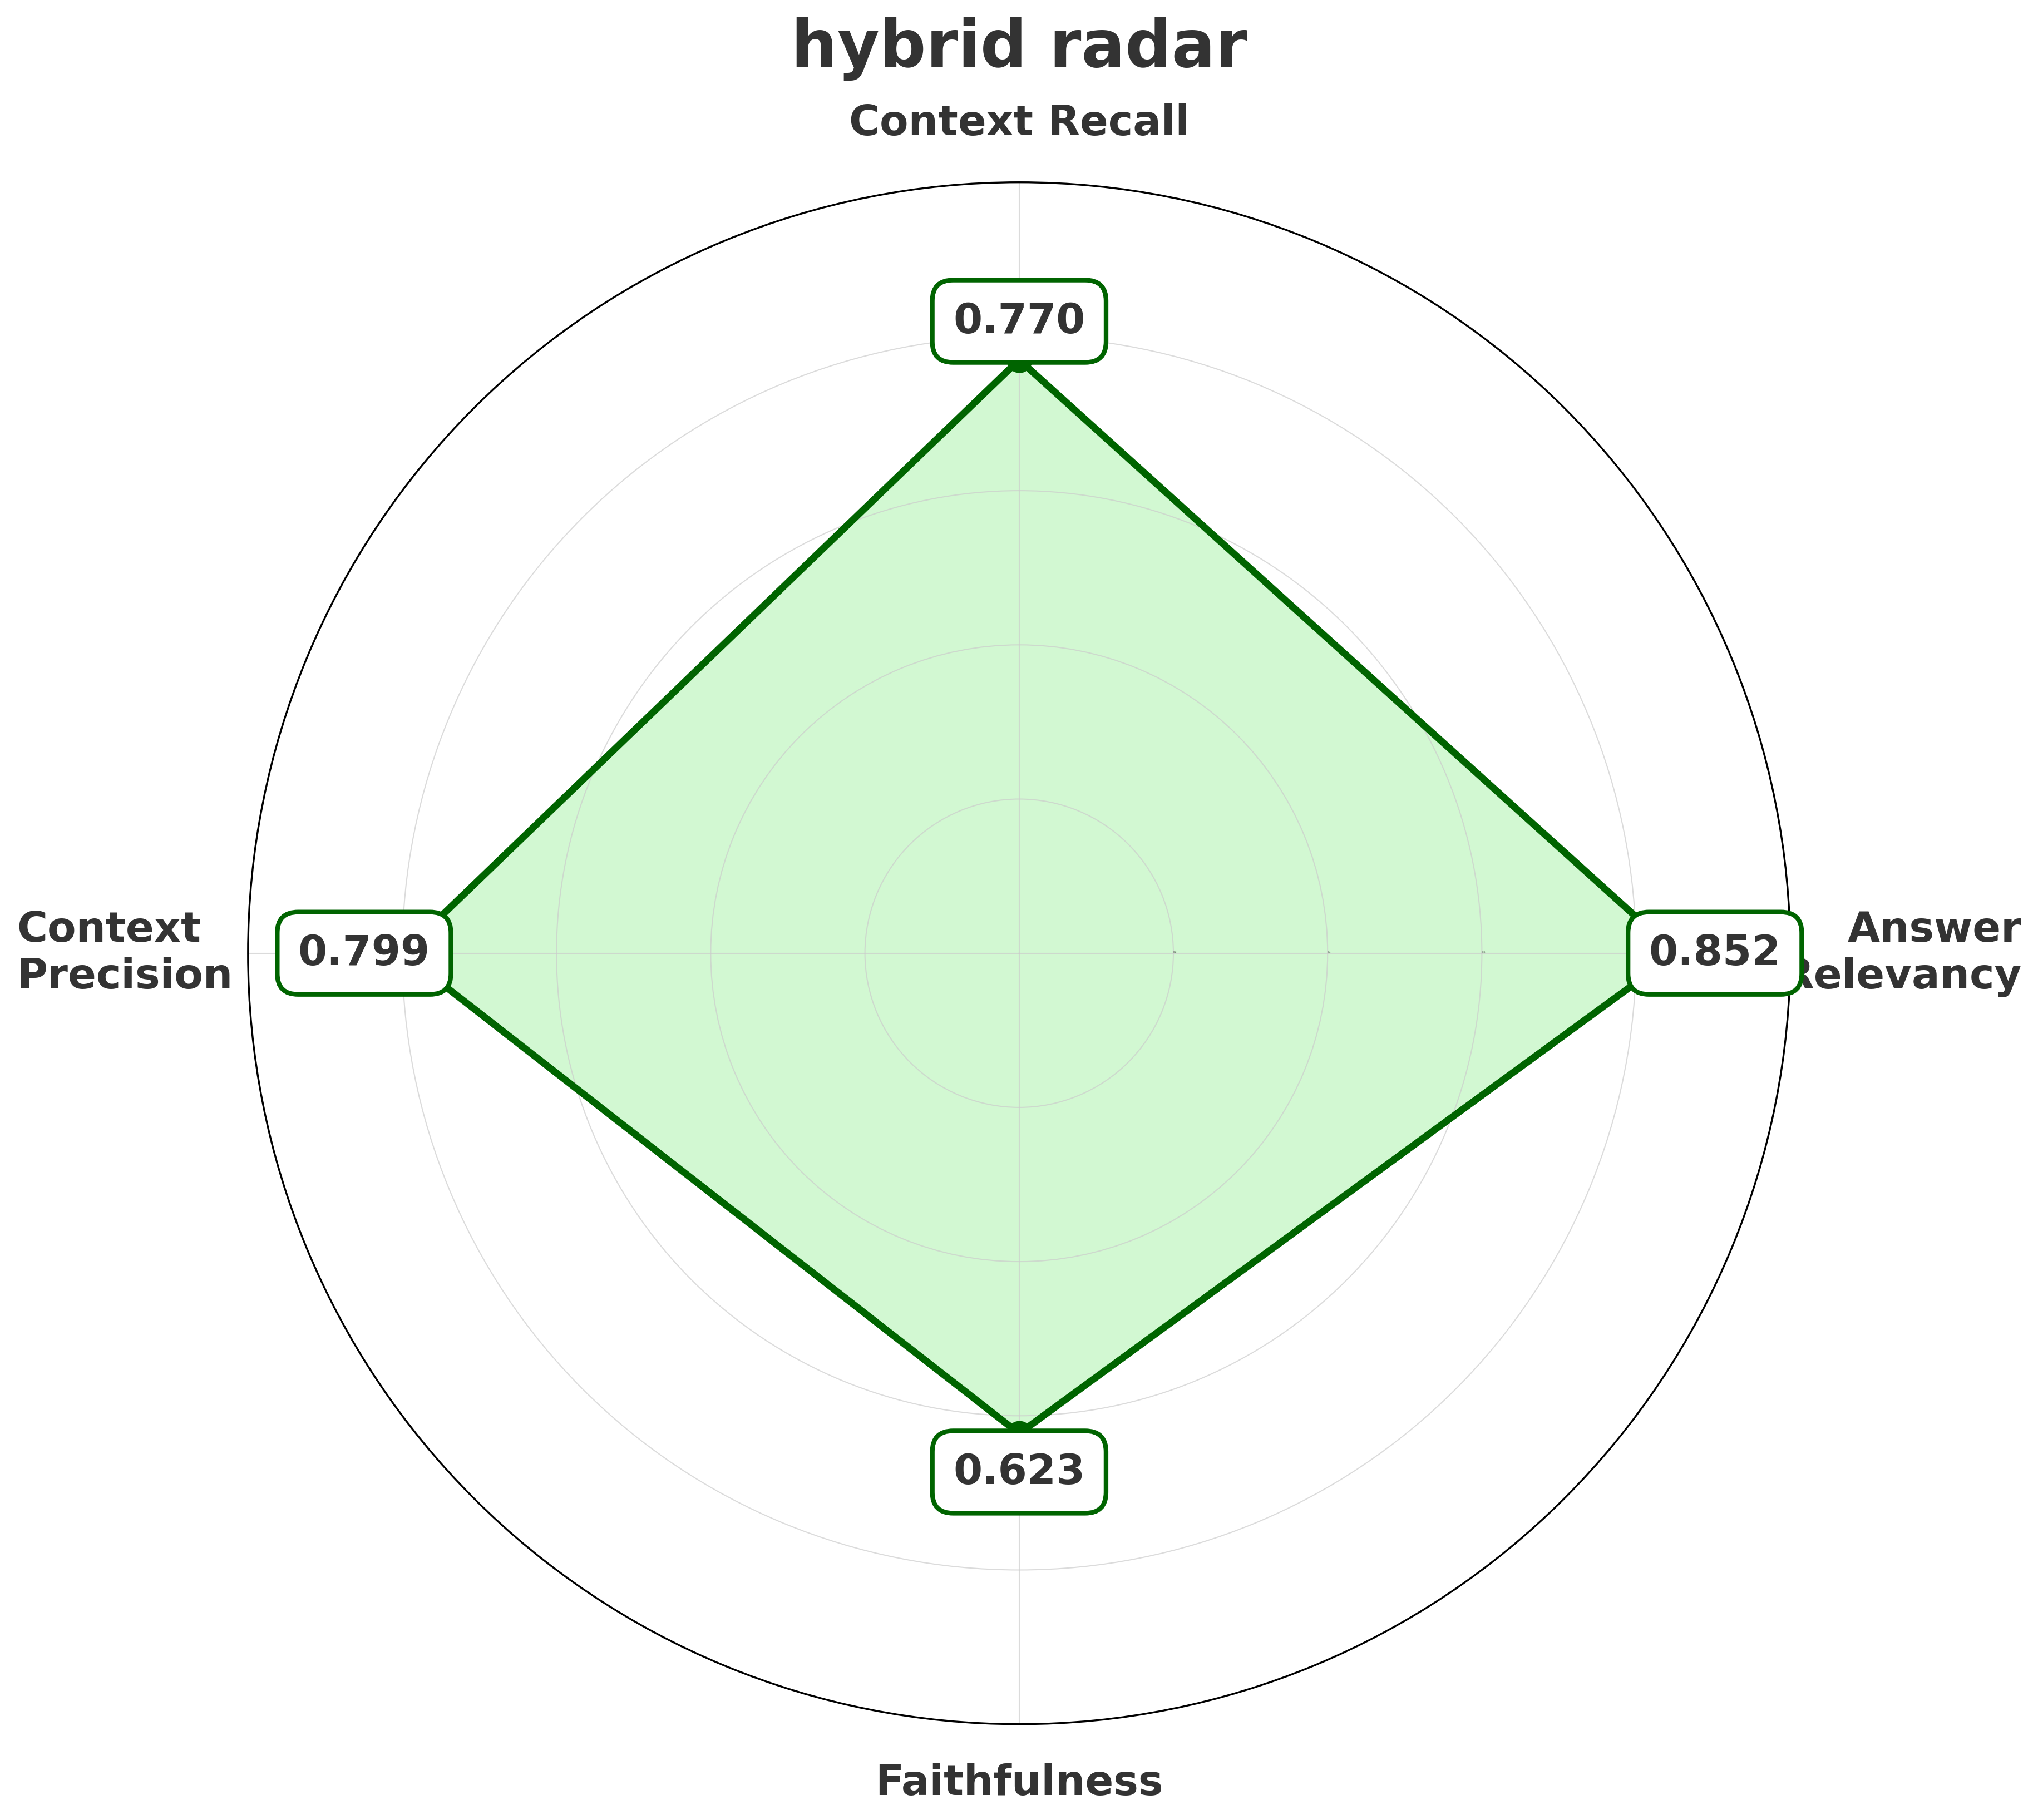 hybrid radar
Context Recall
0.770
Context
Precision
0.799
0.852
Answer
Relevancy
0.623
Faithfulness